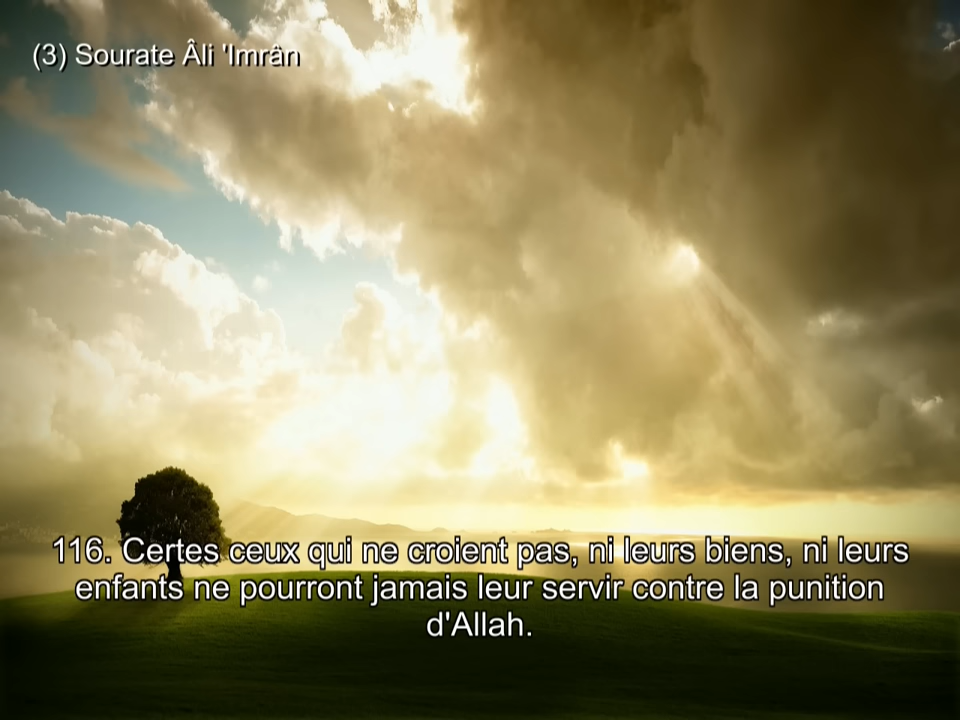 (3) Sourate Âli 'Imrân
116. Certes ceux qui ne croient pas, ni leurs biens, ni leurs
enfants ne pourront jamais leur servir contre la punition
d'Allah.